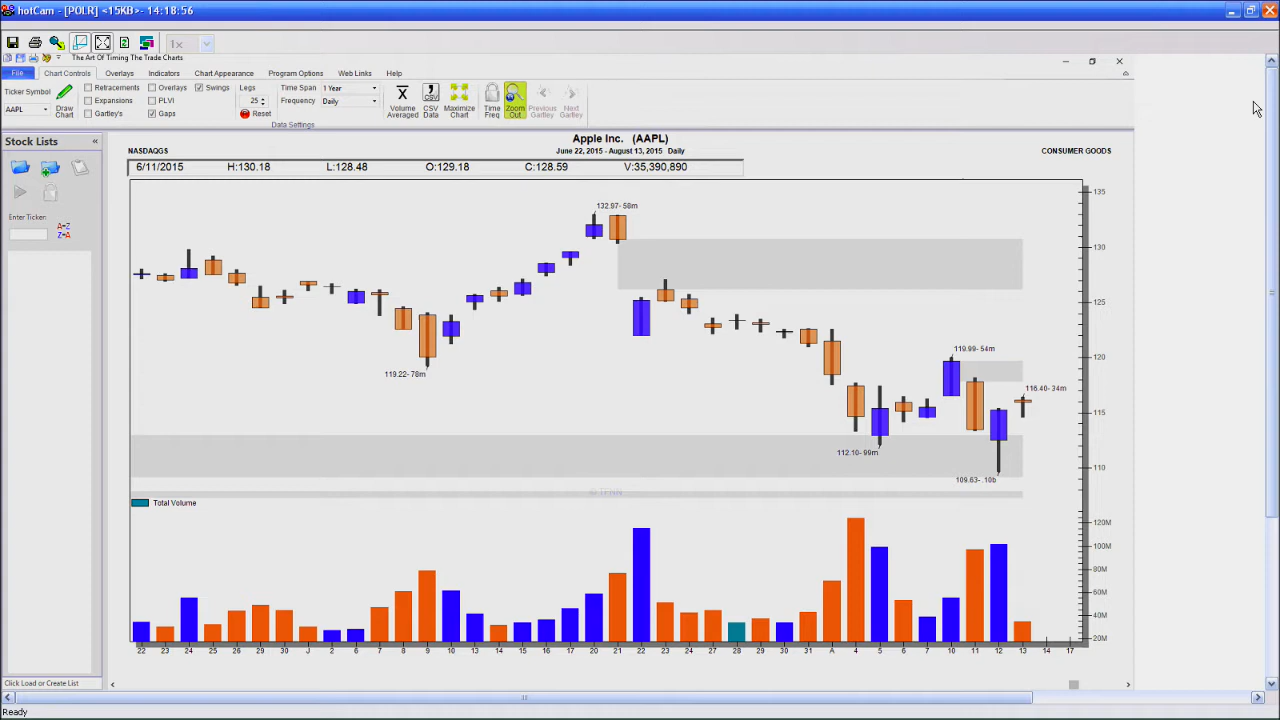 hotCam - [POLR] <15KB> - 14:18:56
1x
The Art Of Timing The Trade Charts
File Chart Controls Overlays Indicators Chart Appearance Program Options Web Links Help
Ticker Symbol
AAPL
Draw Chart
Retracements
Expansions
Gartley's
Overlays
PLVI
Gaps
Swings
Legs
25
Reset
Time Span 1 Year
Frequency Daily
Data Settings
Volume Averaged
CSV Data
Maximize Chart
Time Freq
Zoom Out
Previous Gartley
Next Gartley
Stock Lists
Enter Ticker:
A=Z
Z=A
Apple Inc. (AAPL)
NASDAQGS
June 22, 2015 - August 13, 2015 Daily
CONSUMER GOODS
6/11/2015 H:130.18 L:128.48 O:129.18 C:128.59 V:35,390,890
132.97- 58m
119.22- 78m
119.99- 54m
116.40- 34m
112.10- 99m
109.63- .10b
135
130
125
120
115
110
© TFNN
Total Volume
120M
100M
80M
60M
40M
20M
22 23 24 25 26 29 30 J 2 6 7 8 9 10 13 14 15 16 17 20 21 22 23 24 27 28 29 30 31 A 4 5 6 7 10 11 12 13 14 17
Click Load or Create List
Ready